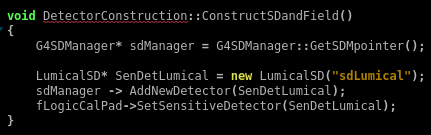 void DetectorConstruction::ConstructSDandField()
{
    G4SDManager* sdManager = G4SDManager::GetSDMpointer();

    LumicalSD* SenDetLumical = new LumicalSD("sdLumical");
    sdManager -> AddNewDetector(SenDetLumical);
    fLogicCalPad->SetSensitiveDetector(SenDetLumical);
}